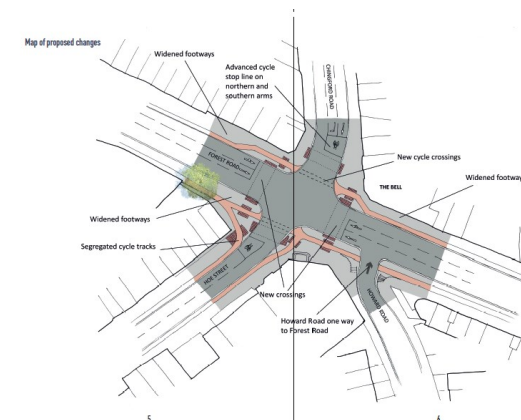 Map of proposed changes
Widened footways
Advanced cycle
stop line on
northern and
southern arms
CHINGFORD ROAD
FOREST ROAD
New cycle crossings
THE BELL
Widened footway
Widened footways
Segregated cycle tracks
HOE STREET
New crossings
HOWARD ROAD
Howard Road one way
to Forest Road
5
6